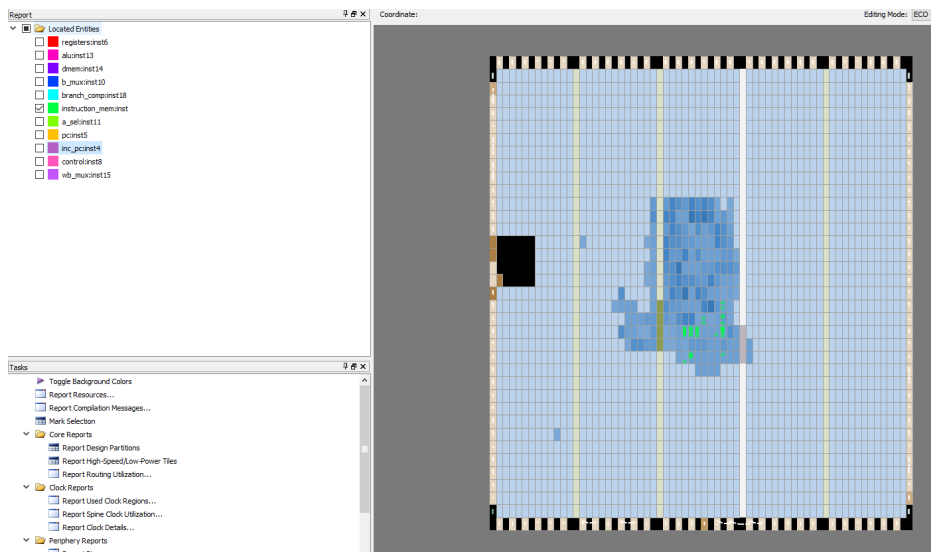 Report
Located Entities
registers:inst6
alu:inst13
dmem:inst14
b_mux:inst10
branch_comp:inst18
instruction_mem:inst
a_sel:inst11
pc:inst5
inc_pc:inst4
control:inst8
wb_mux:inst15
Tasks
Toggle Background Colors
Report Resources...
Report Compilation Messages...
Mark Selection
Core Reports
Report Design Partitions
Report High-Speed/Low-Power Tiles
Report Routing Utilization...
Clock Reports
Report Used Clock Regions...
Report Spine Clock Utilization...
Report Clock Details...
Periphery Reports
Coordinate:
Editing Mode: ECO